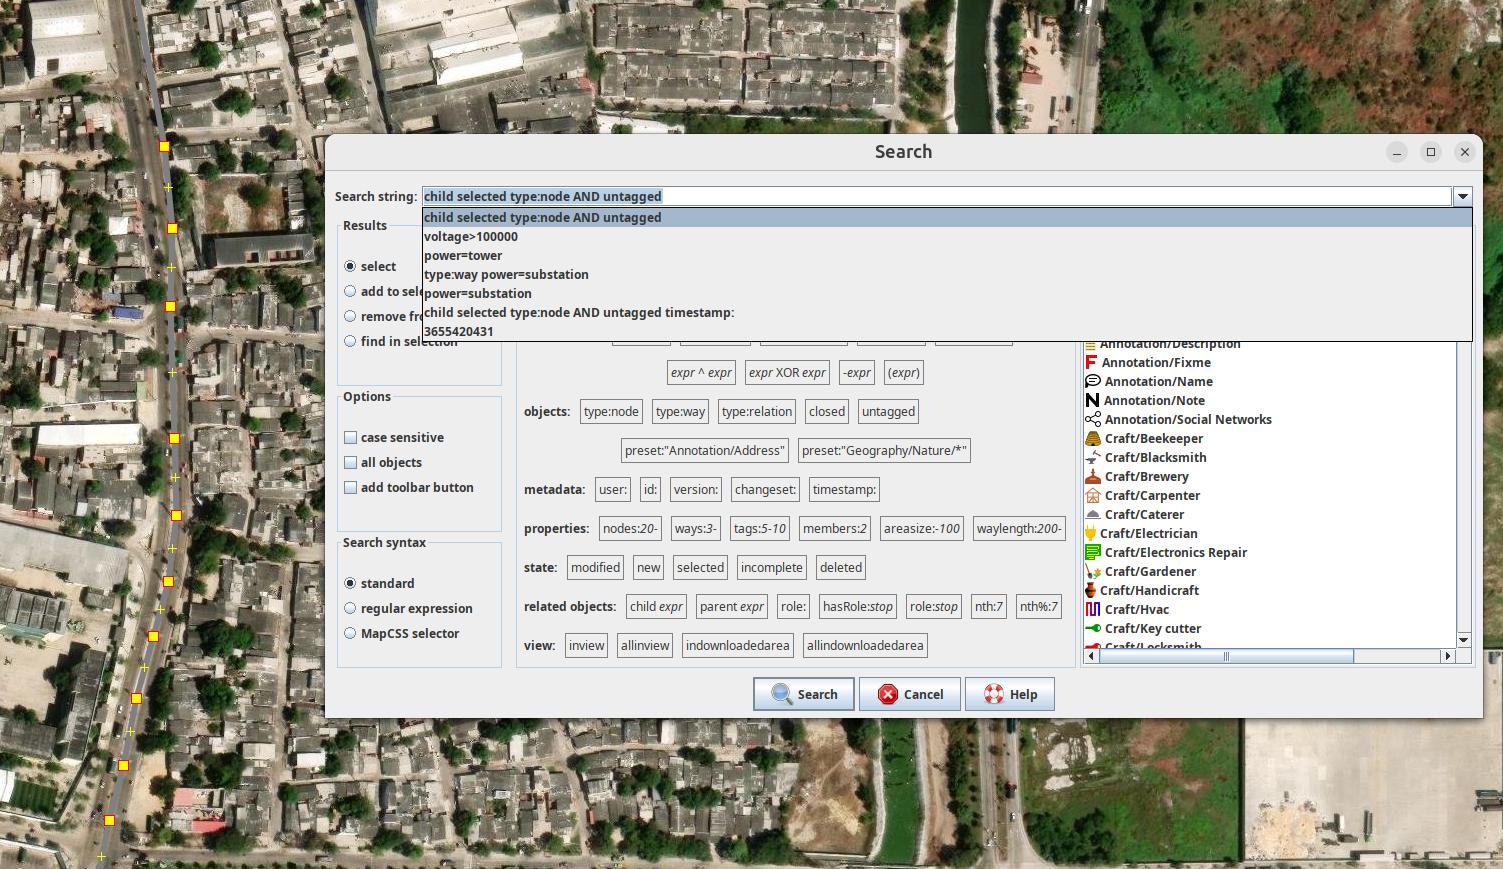 Search
Search string: child selected type:node AND untagged
child selected type:node AND untagged
voltage>100000
power=tower
type:way power=substation
power=substation
child selected type:node AND untagged timestamp:
3655420431
Results
select
add to sele
remove fro
find in selection
Options
case sensitive
all objects
add toolbar button
Search syntax
standard
regular expression
MapCSS selector
expr ^ expr expr XOR expr -expr (expr)
objects: type:node type:way type:relation closed untagged
preset:"Annotation/Address" preset:"Geography/Nature/*"
metadata: user: id: version: changeset: timestamp:
properties: nodes:20- ways:3- tags:5-10 members:2 areasize:-100 waylength:200-
state: modified new selected incomplete deleted
related objects: child expr parent expr role: hasRole:stop role:stop nth:7 nth%:7
view: inview allinview indownloadedarea allindownloadedarea
Annotation/Description
Annotation/Fixme
Annotation/Name
Annotation/Note
Annotation/Social Networks
Craft/Beekeeper
Craft/Blacksmith
Craft/Brewery
Craft/Carpenter
Craft/Caterer
Craft/Electrician
Craft/Electronics Repair
Craft/Gardener
Craft/Handicraft
Craft/Hvac
Craft/Key cutter
Craft/Locksmith
Search Cancel Help